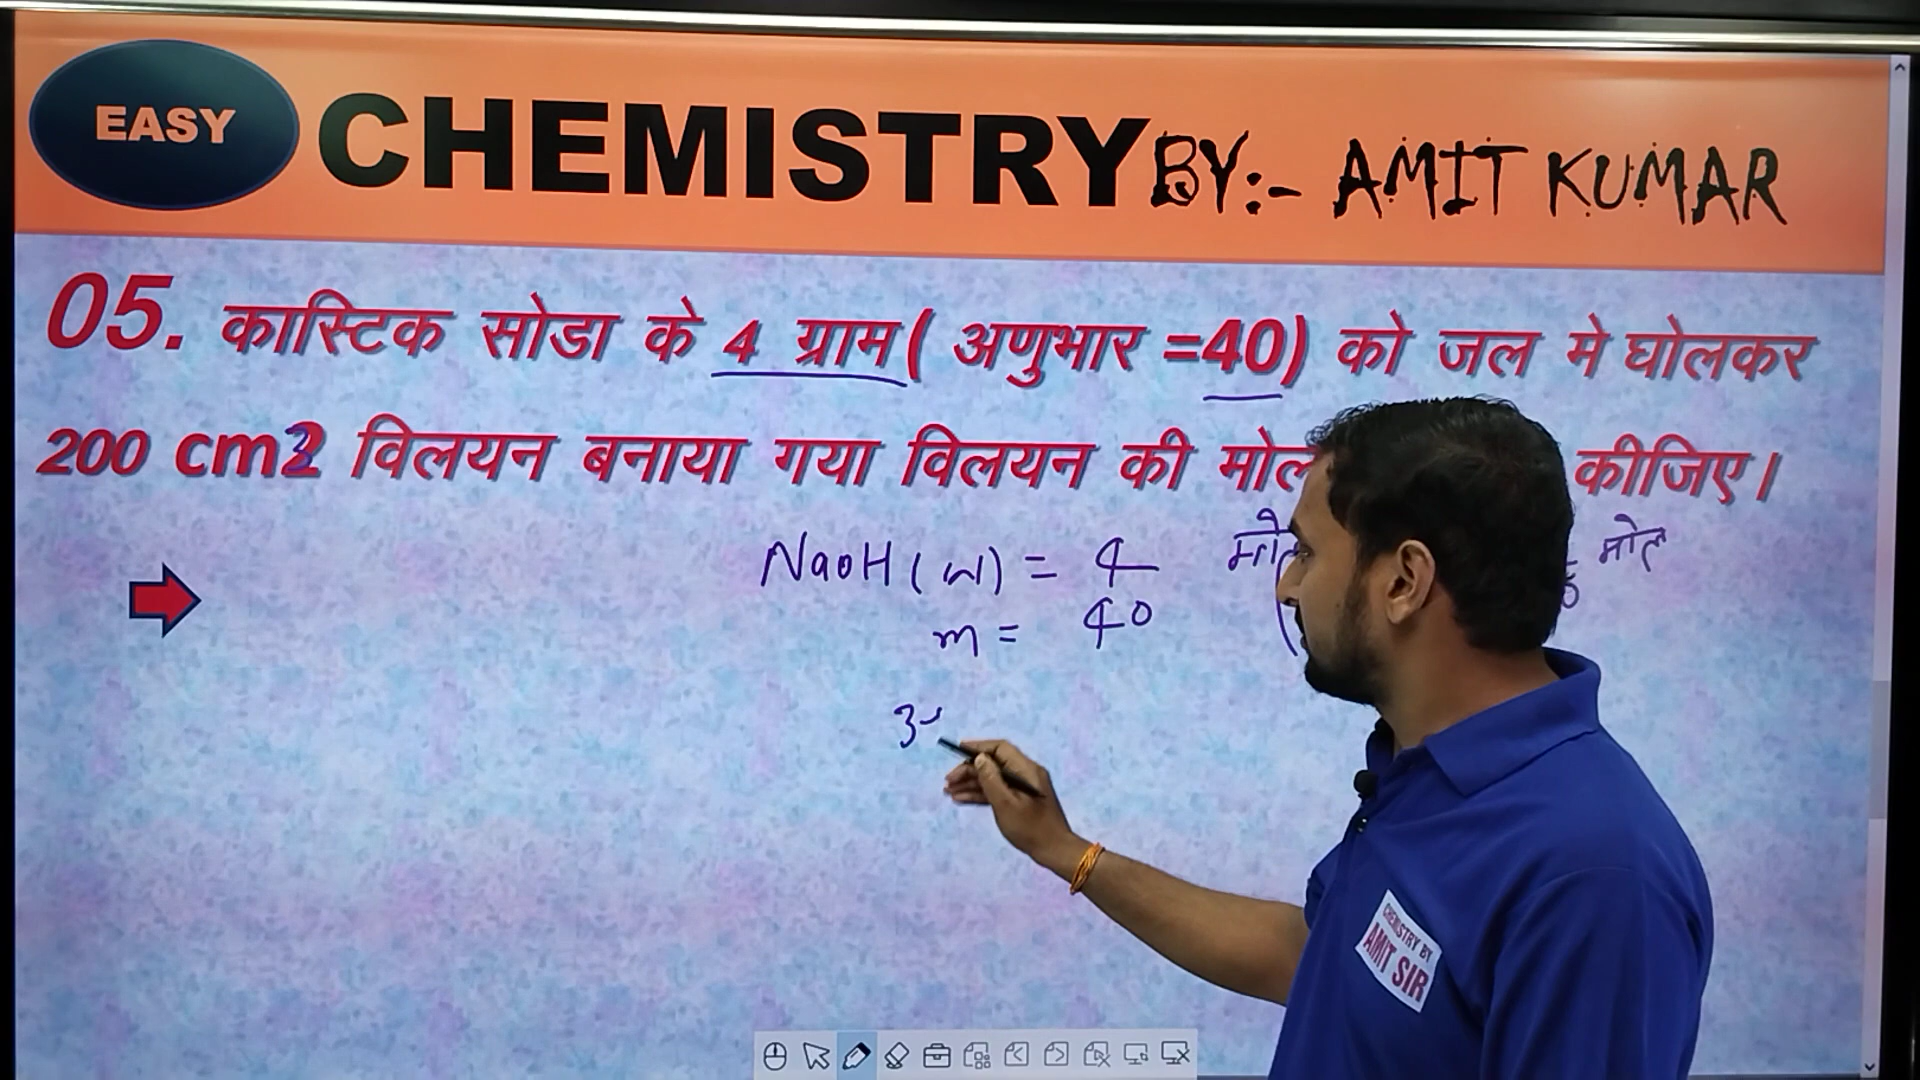 EASY CHEMISTRY BY:- AMIT KUMAR
05. कास्टिक सोडा के 4 ग्राम ( अणुभार =40) को जल मे घोलकर
200 cm3 विलयन बनाया गया विलयन की कीजिए।
NaOH (w) = 4 मोल
m = 40
CHEMISTRY BY
AMIT SIR